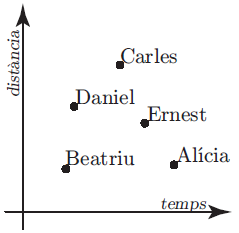 distància
Carles
Daniel
Ernest
Beatriu
Alícia
temps